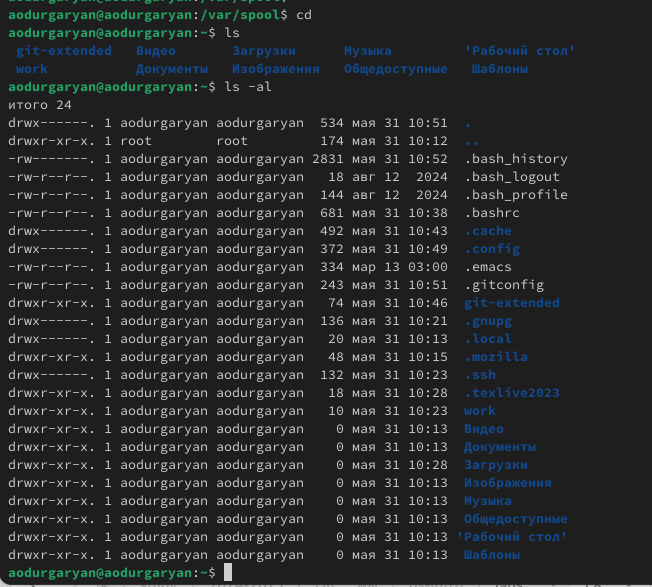 aodurgaryan@aodurgaryan:/var/spool$ cd
aodurgaryan@aodurgaryan:~$ ls
git-extended Видео Загрузки Музыка 'Рабочий стол'
work Документы Изображения Общедоступные Шаблоны
aodurgaryan@aodurgaryan:~$ ls -al
итого 24
drwx------. 1 aodurgaryan aodurgaryan 534 мая 31 10:51 .
drwxr-xr-x. 1 root root 174 мая 31 10:12 ..
-rw-------. 1 aodurgaryan aodurgaryan 2831 мая 31 10:52 .bash_history
-rw-r--r--. 1 aodurgaryan aodurgaryan 18 авг 12 2024 .bash_logout
-rw-r--r--. 1 aodurgaryan aodurgaryan 144 авг 12 2024 .bash_profile
-rw-r--r--. 1 aodurgaryan aodurgaryan 681 мая 31 10:38 .bashrc
drwx------. 1 aodurgaryan aodurgaryan 492 мая 31 10:43 .cache
drwx------. 1 aodurgaryan aodurgaryan 372 мая 31 10:49 .config
-rw-r--r--. 1 aodurgaryan aodurgaryan 334 мар 13 03:00 .emacs
-rw-r--r--. 1 aodurgaryan aodurgaryan 243 мая 31 10:51 .gitconfig
drwxr-xr-x. 1 aodurgaryan aodurgaryan 74 мая 31 10:46 git-extended
drwx------. 1 aodurgaryan aodurgaryan 136 мая 31 10:21 .gnupg
drwx------. 1 aodurgaryan aodurgaryan 20 мая 31 10:13 .local
drwxr-xr-x. 1 aodurgaryan aodurgaryan 48 мая 31 10:15 .mozilla
drwx------. 1 aodurgaryan aodurgaryan 132 мая 31 10:23 .ssh
drwxr-xr-x. 1 aodurgaryan aodurgaryan 18 мая 31 10:28 .texlive2023
drwxr-xr-x. 1 aodurgaryan aodurgaryan 10 мая 31 10:23 work
drwxr-xr-x. 1 aodurgaryan aodurgaryan 0 мая 31 10:13 Видео
drwxr-xr-x. 1 aodurgaryan aodurgaryan 0 мая 31 10:13 Документы
drwxr-xr-x. 1 aodurgaryan aodurgaryan 0 мая 31 10:28 Загрузки
drwxr-xr-x. 1 aodurgaryan aodurgaryan 0 мая 31 10:13 Изображения
drwxr-xr-x. 1 aodurgaryan aodurgaryan 0 мая 31 10:13 Музыка
drwxr-xr-x. 1 aodurgaryan aodurgaryan 0 мая 31 10:13 Общедоступные
drwxr-xr-x. 1 aodurgaryan aodurgaryan 0 мая 31 10:13 'Рабочий стол'
drwxr-xr-x. 1 aodurgaryan aodurgaryan 0 мая 31 10:13 Шаблоны
aodurgaryan@aodurgaryan:~$